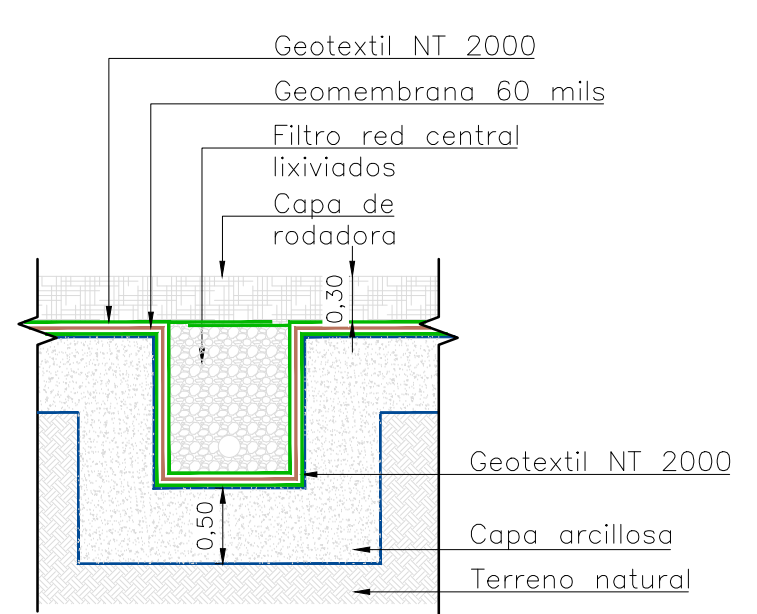 Geotextil NT 2000
Geomembrana 60 mils
Filtro red central
lixiviados
Capa de
rodadora
0,30
Geotextil NT 2000
0,50
Capa arcillosa
Terreno natural